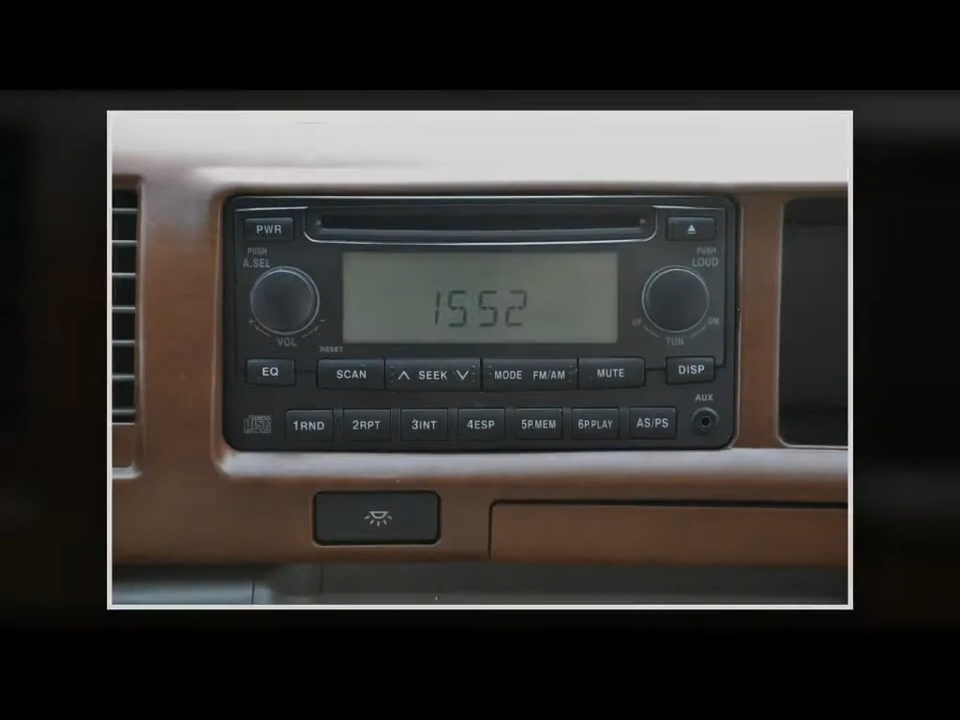 PWR
PUSH
A.SEL
PUSH
LOUD
1552
UP
DN
VOL
TUN
RESET
EQ
SCAN
SEEK
MODE FM/AM
MUTE
DISP
AUX
disc
1RND
2RPT
3INT
4ESP
5P.MEM
6P.PLAY
AS/PS